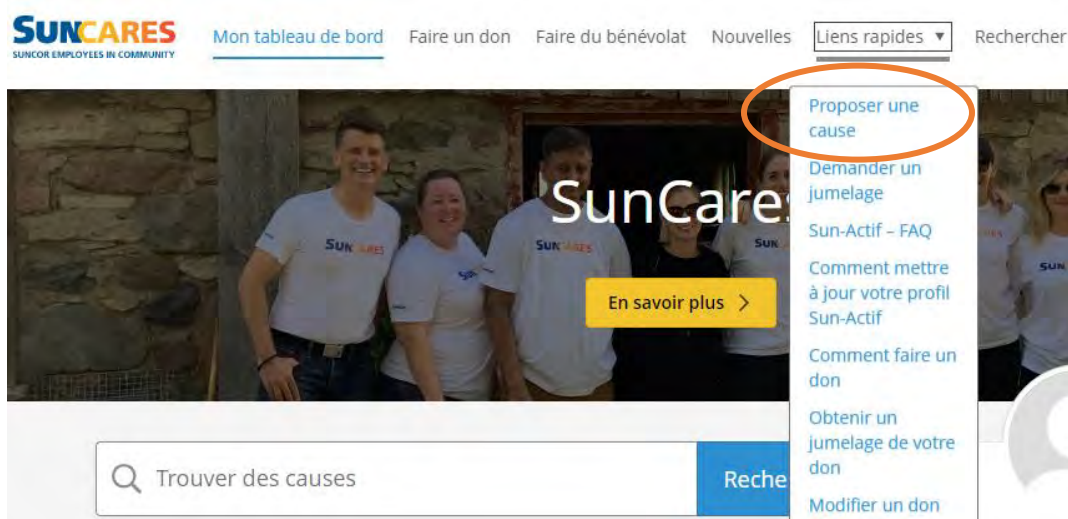 SUNCARES
SUNCOR EMPLOYEES IN COMMUNITY
Mon tableau de bord
Faire un don
Faire du bénévolat
Nouvelles
Liens rapides ▼
Rechercher
Proposer une
cause
Demander un
jumelage
Sun-Actif – FAQ
Comment mettre
à jour votre profil
Sun-Actif
Comment faire un
don
Obtenir un
jumelage de votre
don
Modifier un don
SunCares
SUNCARES
SUNCARES
SUN
SUN
En savoir plus >
Trouver des causes
Reche